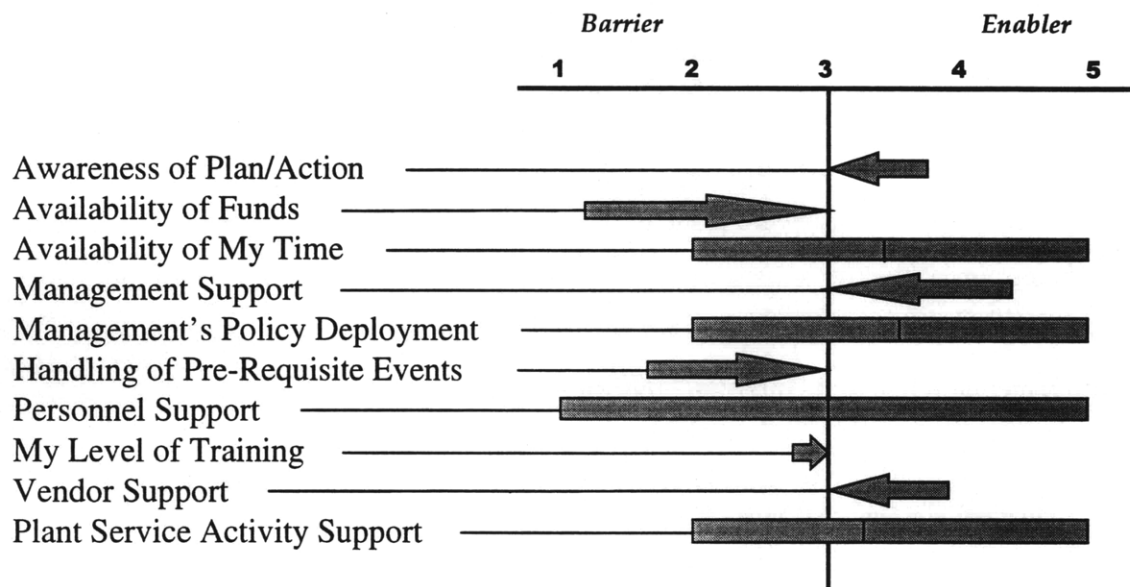 Barrier Enabler
1 2 3 4 5
Awareness of Plan/Action
Availability of Funds
Availability of My Time
Management Support
Management's Policy Deployment
Handling of Pre-Requisite Events
Personnel Support
My Level of Training
Vendor Support
Plant Service Activity Support